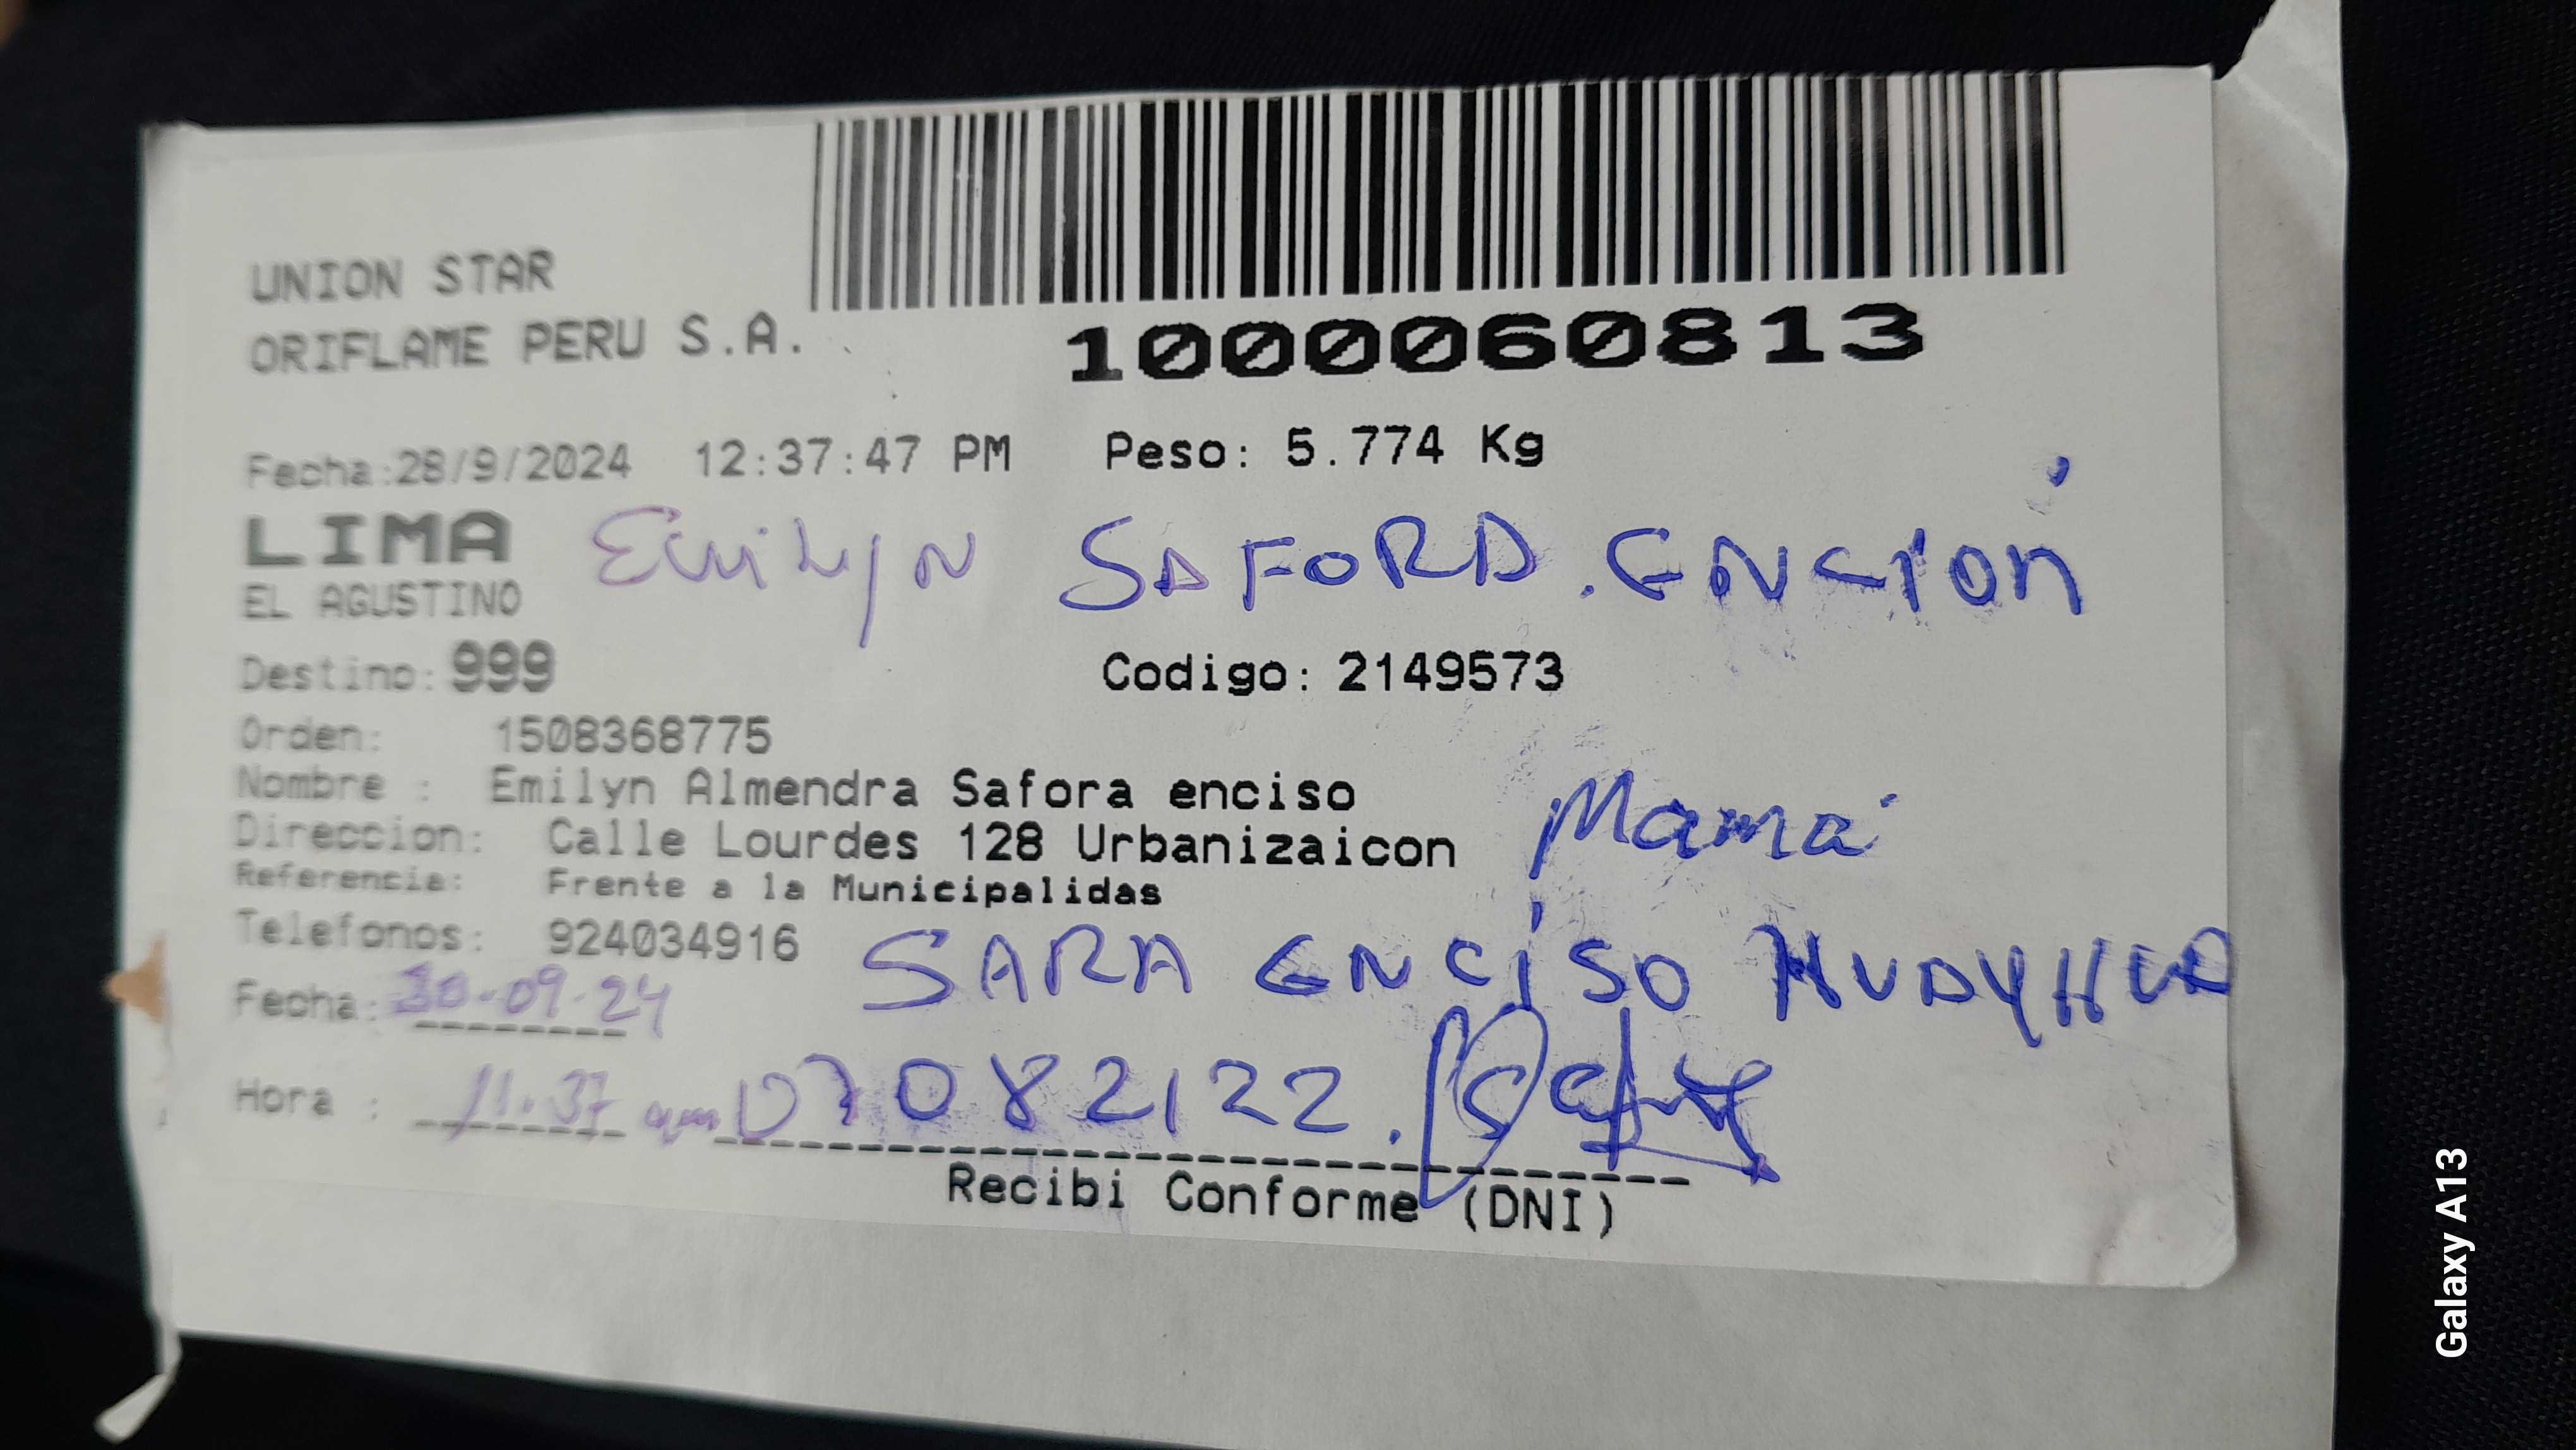 UNION STAR
ORIFLAME PERU S.A.
1000060813
Fecha:28/9/2024 12:37:47 PM Peso: 5.774 Kg
LIMA
Emilyn SAFORA. ENCION
EL AGUSTINO
Destino: 999 Codigo: 2149573
Orden: 1508368775
Nombre : Emilyn Almendra Safora enciso
Mama
Direccion: Calle Lourdes 128 Urbanizaicon
Referencia: Frente a la Municipalidas
Telefonos: 924034916
SARA ENCISO HUAYHUA
Fecha: 30-09-24
Hora : 11.37 am 07082122.
Recibi Conforme (DNI)
Galaxy A13